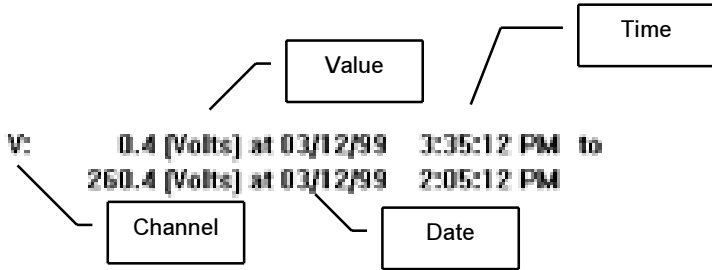 Time
Value
V: 0.4 [Volts] at 03/12/99 3:35:12 PM to
260.4 [Volts] at 03/12/99 2:05:12 PM
Channel
Date